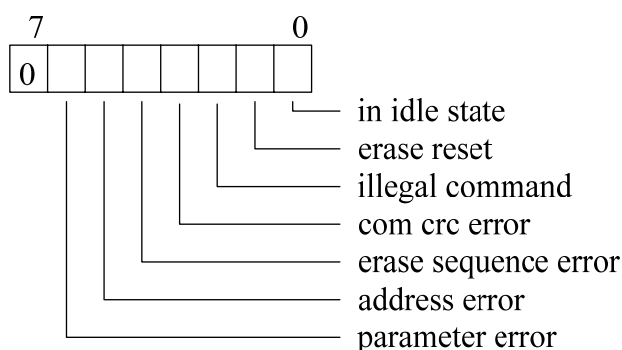 7 0
0
in idle state
erase reset
illegal command
com crc error
erase sequence error
address error
parameter error